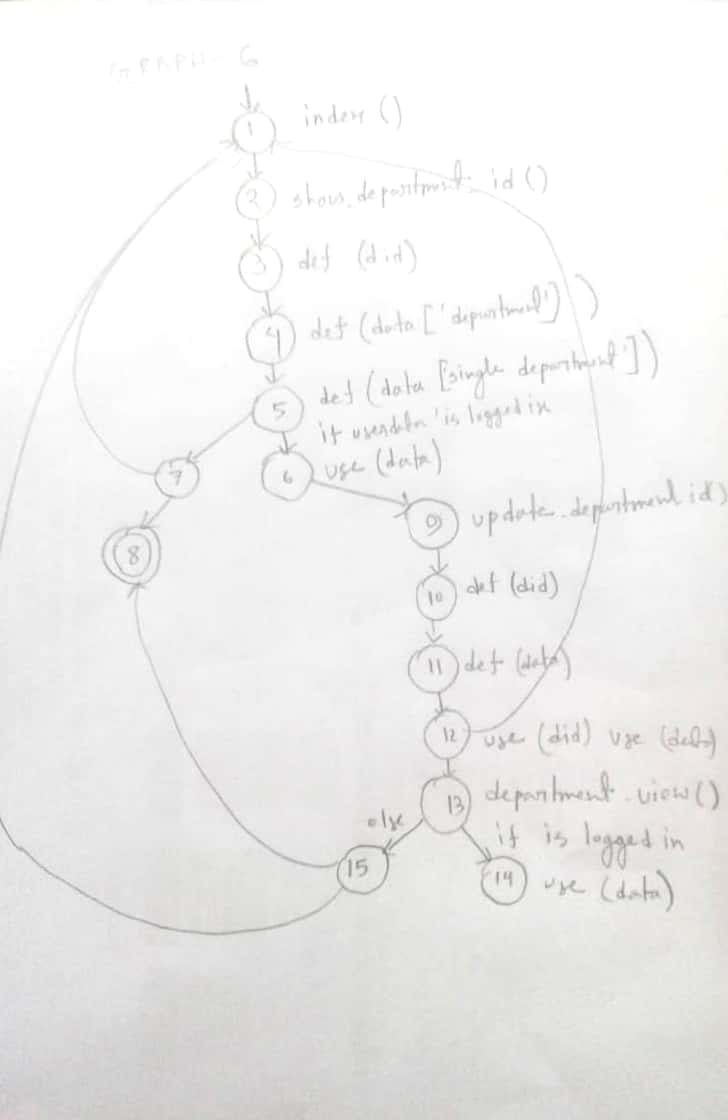 GRAPH - G
1 index ()
2 show_department_id ()
3 def (did)
4 def (data ['department'])
5 def (data [single department'])
if userdata 'is logged in
6 use (data)
7
8
9 update_department id)
10 def (did)
11 def (data)
12 use (did) use (data)
13 department_view()
else
if is logged in
15
14 use (data)